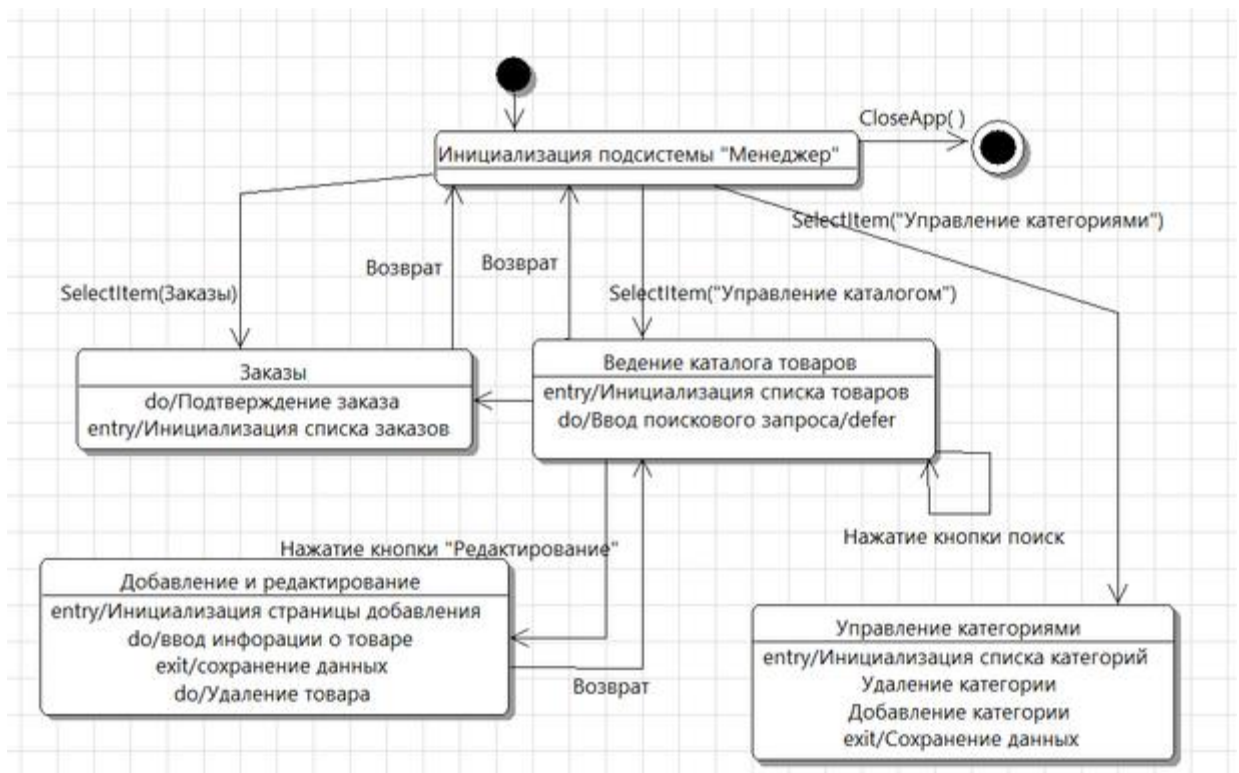 CloseApp( )
Инициализация подсистемы "Менеджер"
SelectItem("Управление категориями")
Возврат
Возврат
SelectItem(Заказы)
SelectItem("Управление каталогом")
Заказы
do/Подтверждение заказа
entry/Инициализация списка заказов
Ведение каталога товаров
entry/Инициализация списка товаров
do/Ввод поискового запроса/defer
Нажатие кнопки поиск
Нажатие кнопки "Редактирование"
Добавление и редактирование
entry/Инициализация страницы добавления
do/ввод инфорации о товаре
exit/сохранение данных
do/Удаление товара
Возврат
Управление категориями
entry/Инициализация списка категорий
Удаление категории
Добавление категории
exit/Сохранение данных